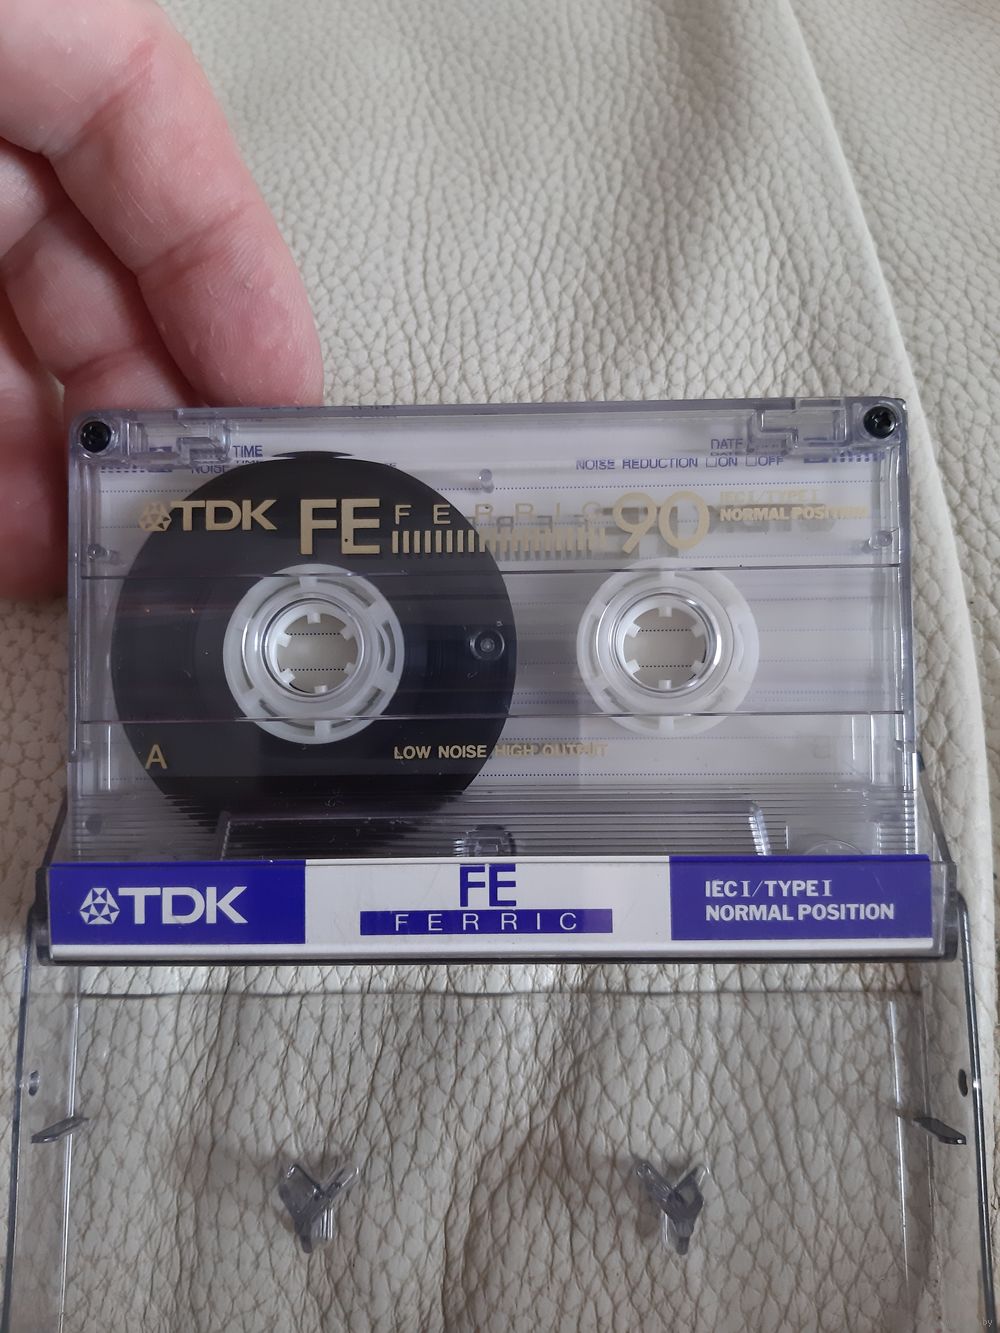 TIME
DATE
NOISE
NOISE REDUCTION □ON □OFF
TDK FE FERRIC 90 IEC I / TYPE I
NORMAL POSITION
A
LOW NOISE HIGH OUTPUT
TDK
FE
FERRIC
IEC I / TYPE I
NORMAL POSITION